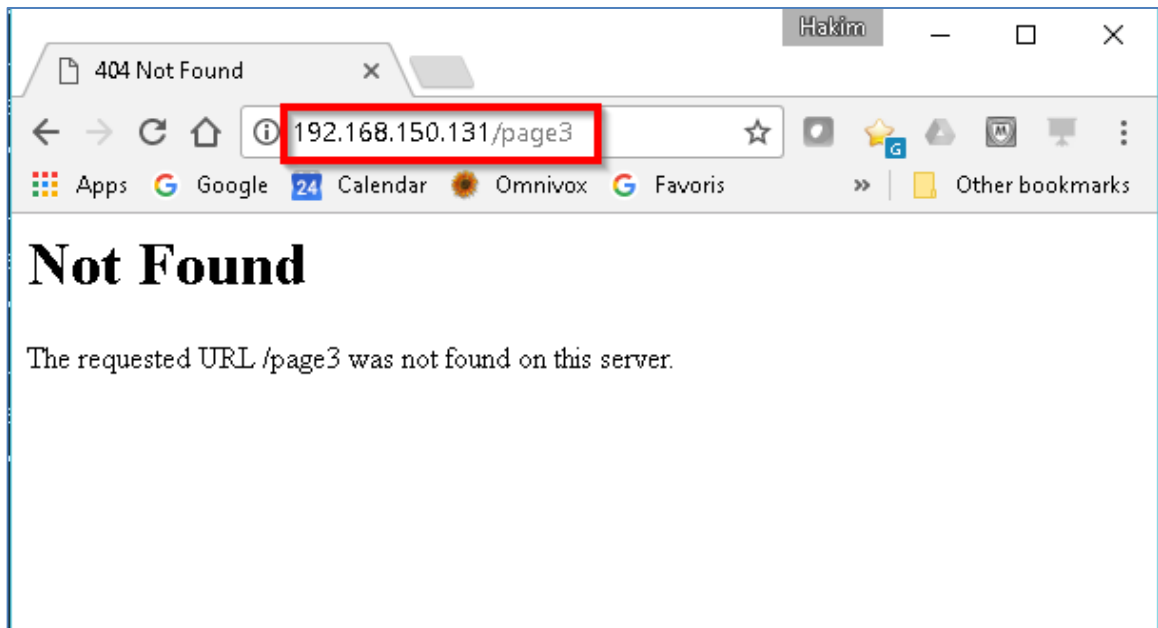 Hakim
404 Not Found
192.168.150.131/page3
G
Apps G Google 24 Calendar Omnivox G Favoris » Other bookmarks
Not Found
The requested URL /page3 was not found on this server.